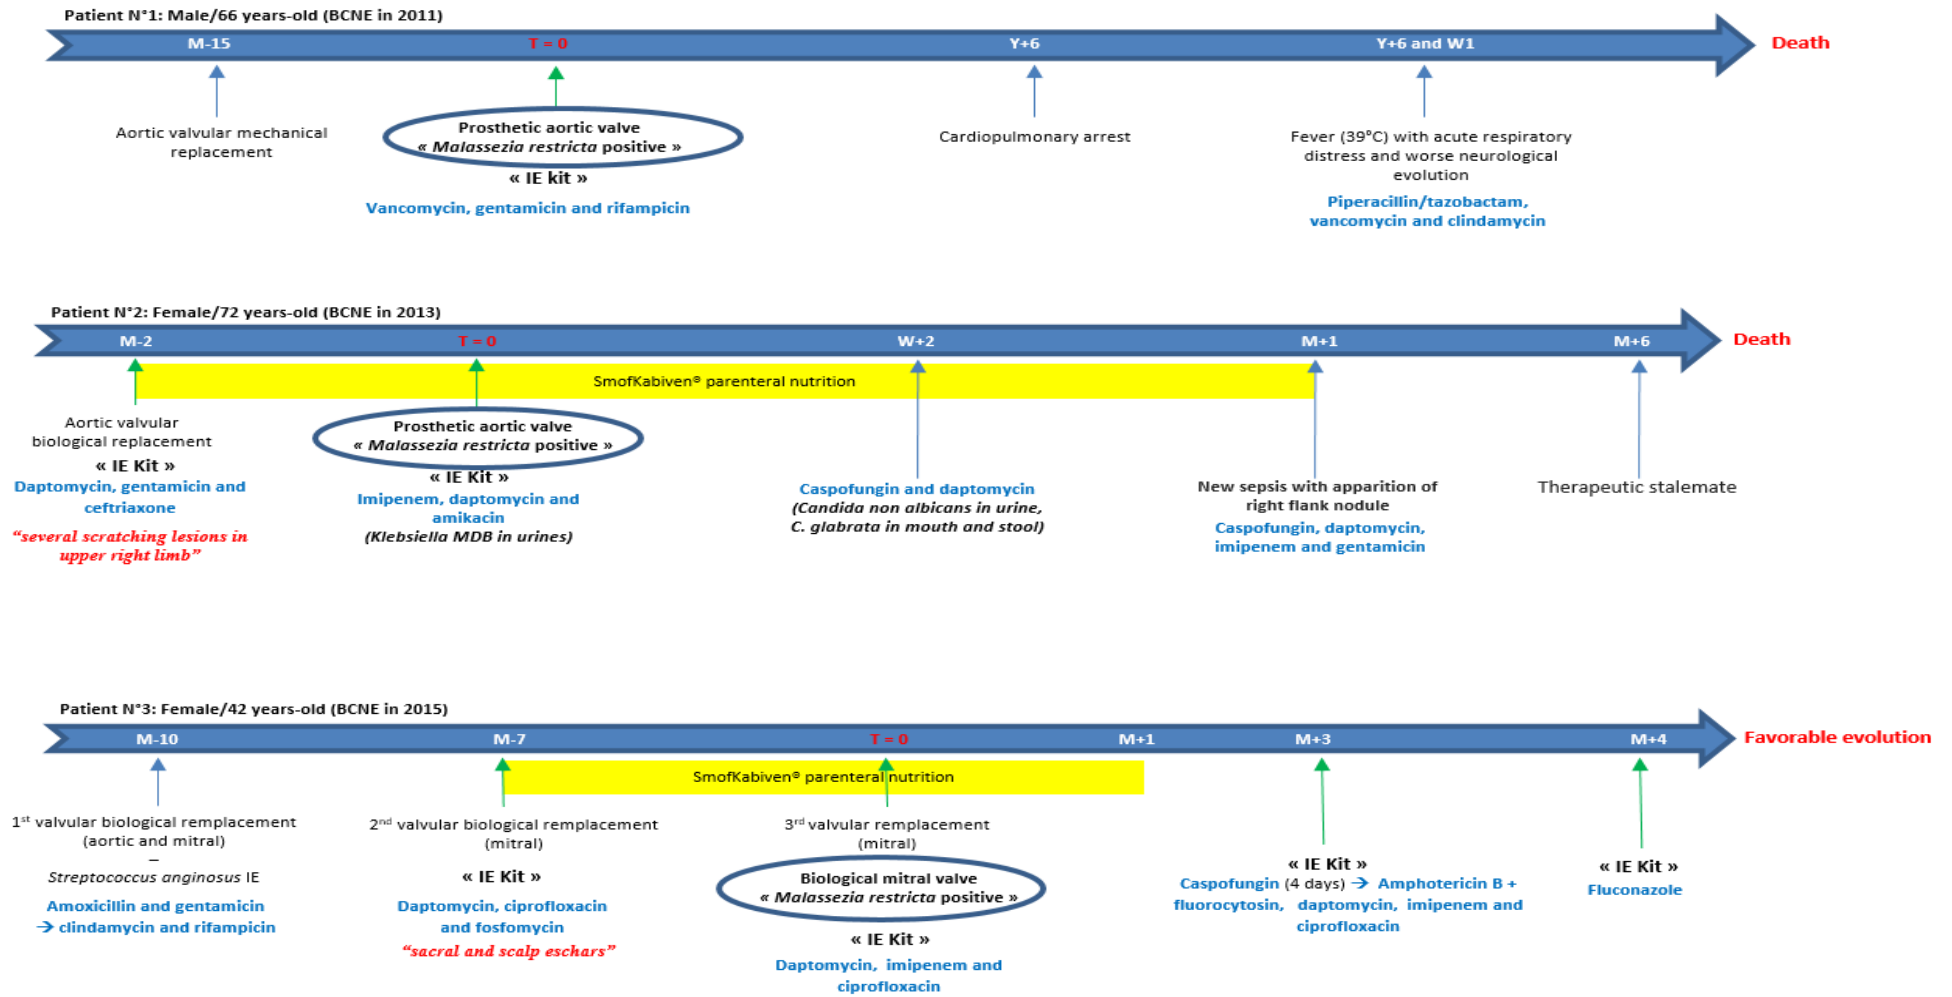 Patient N°1: Male/66 years-old (BCNE in 2011)
M-15
T = 0
Y+6
Y+6 and W1
Death
Aortic valvular mechanical
replacement
Prosthetic aortic valve
« Malassezia restricta positive »
« IE kit »
Vancomycin, gentamicin and rifampicin
Cardiopulmonary arrest
Fever (39°C) with acute respiratory
distress and worse neurological
evolution
Piperacillin/tazobactam,
vancomycin and clindamycin
Patient N°2: Female/72 years-old (BCNE in 2013)
M-2
T = 0
W+2
M+1
M+6
Death
SmofKabiven® parenteral nutrition
Aortic valvular
biological replacement
« IE Kit »
Daptomycin, gentamicin and
ceftriaxone
“several scratching lesions in
upper right limb”
Prosthetic aortic valve
« Malassezia restricta positive »
« IE Kit »
Imipenem, daptomycin and
amikacin
(Klebsiella MDB in urines)
Caspofungin and daptomycin
(Candida non albicans in urine,
C. glabrata in mouth and stool)
New sepsis with apparition of
right flank nodule
Caspofungin, daptomycin,
imipenem and gentamicin
Therapeutic stalemate
Patient N°3: Female/42 years-old (BCNE in 2015)
M-10
M-7
T = 0
M+1
M+3
M+4
Favorable evolution
SmofKabiven® parenteral nutrition
1st valvular biological remplacement
(aortic and mitral)
–
Streptococcus anginosus IE
Amoxicillin and gentamicin
→ clindamycin and rifampicin
2nd valvular biological remplacement
(mitral)
« IE Kit »
Daptomycin, ciprofloxacin
and fosfomycin
“sacral and scalp eschars”
3rd valvular remplacement
(mitral)
Biological mitral valve
« Malassezia restricta positive »
« IE Kit »
Daptomycin, imipenem and
ciprofloxacin
« IE Kit »
Caspofungin (4 days) → Amphotericin B +
fluorocytosin, daptomycin, imipenem and
ciprofloxacin
« IE Kit »
Fluconazole